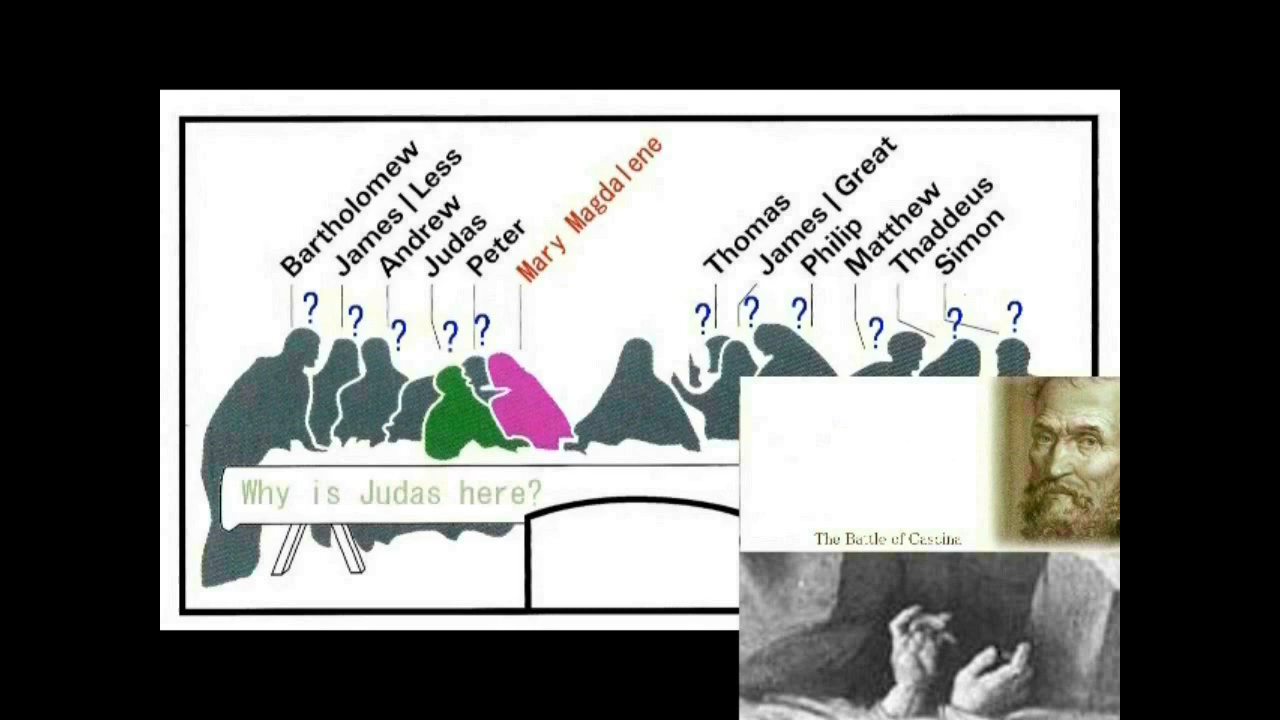 Bartholomew
James | Less
Andrew
Judas
Peter
Mary Magdalene
Thomas
James | Great
Philip
Matthew
Thaddeus
Simon
? ? ? ? ? ? ? ? ? ? ?
Why is Judas here?
The Battle of Cascina